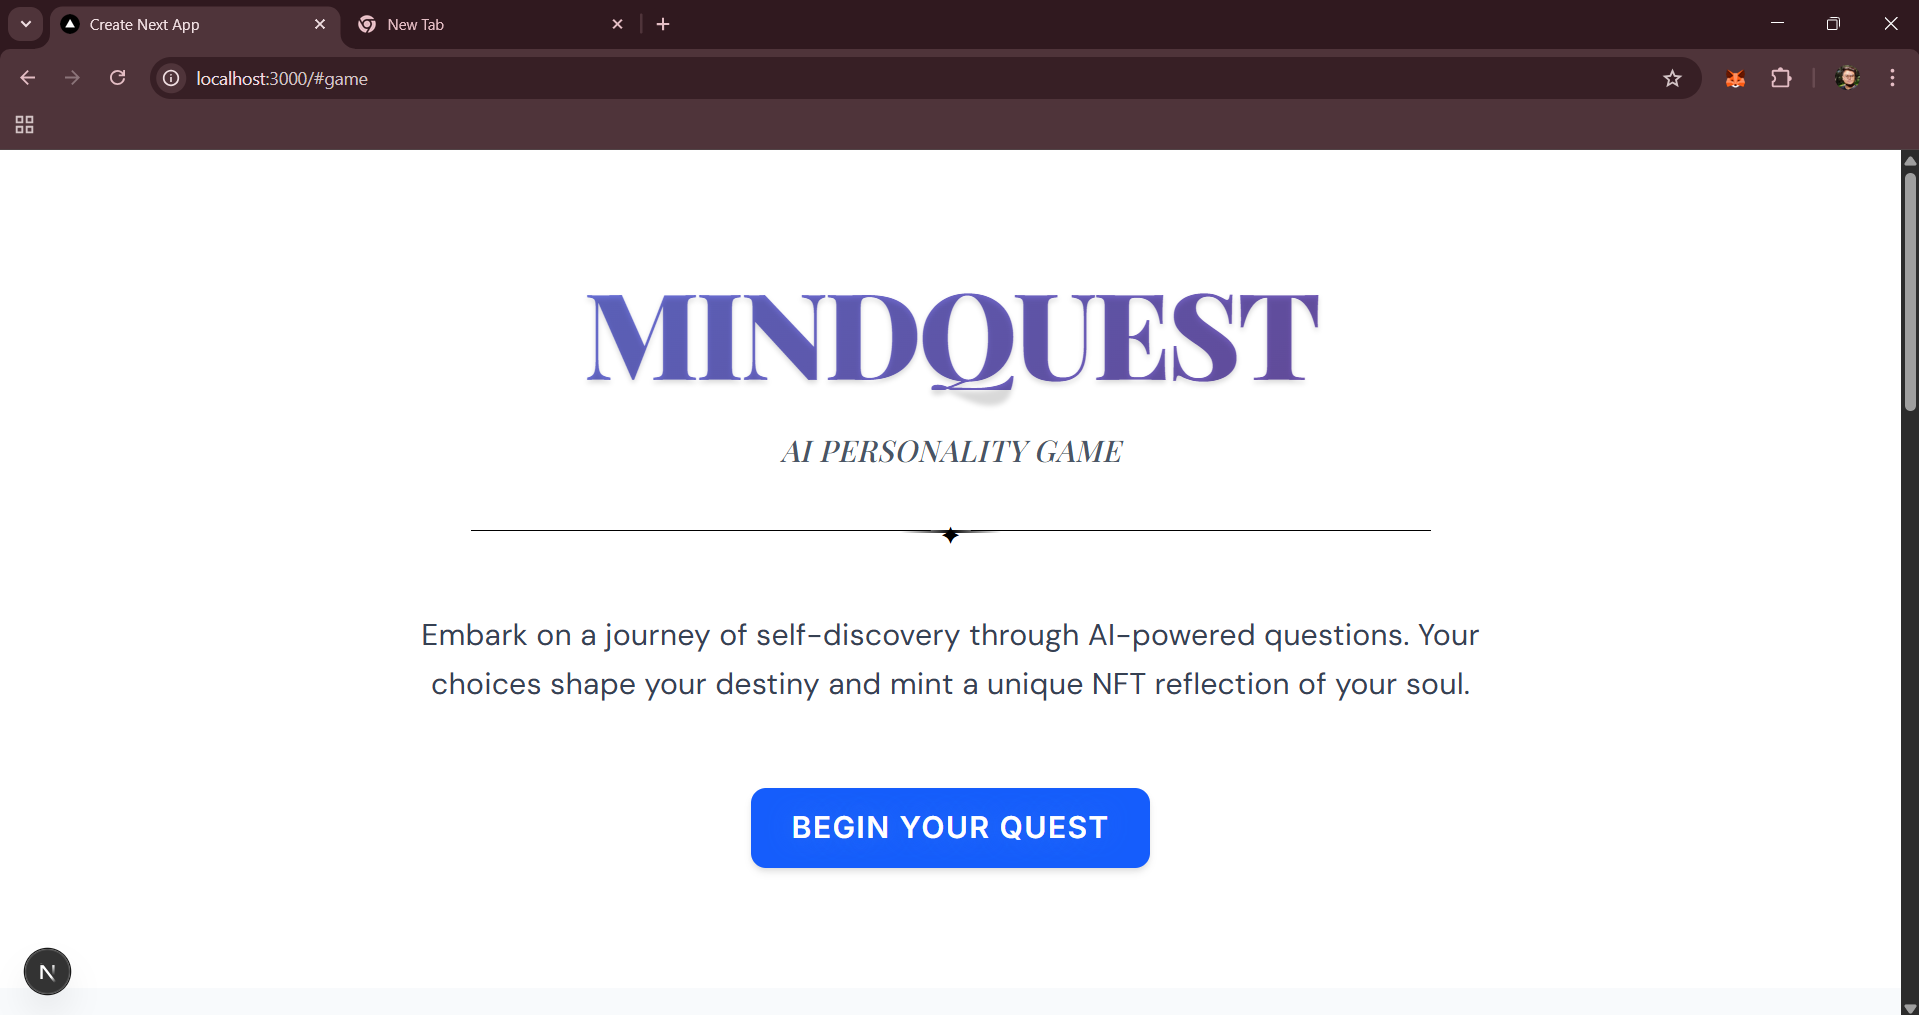 Create Next App
New Tab
localhost:3000/#game
MINDQUEST
AI PERSONALITY GAME
Embark on a journey of self-discovery through AI-powered questions. Your
choices shape your destiny and mint a unique NFT reflection of your soul.
BEGIN YOUR QUEST
N